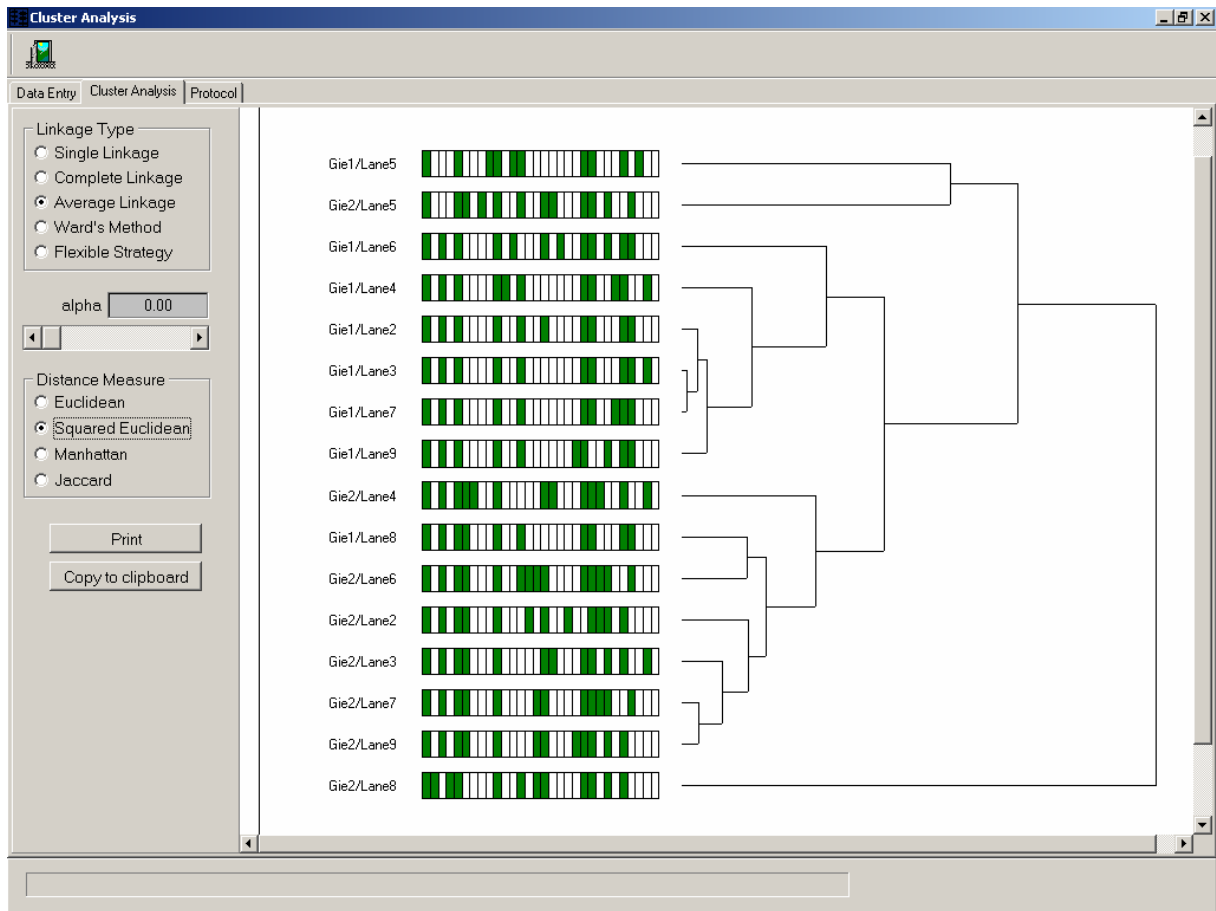 Cluster Analysis
Data Entry
Cluster Analysis
Protocol
Linkage Type
Single Linkage
Complete Linkage
Average Linkage
Ward's Method
Flexible Strategy
alpha
0.00
Distance Measure
Euclidean
Squared Euclidean
Manhattan
Jaccard
Print
Copy to clipboard
Gie1/Lane5
Gie2/Lane5
Gie1/Lane6
Gie1/Lane4
Gie1/Lane2
Gie1/Lane3
Gie1/Lane7
Gie1/Lane9
Gie2/Lane4
Gie1/Lane8
Gie2/Lane6
Gie2/Lane2
Gie2/Lane3
Gie2/Lane7
Gie2/Lane9
Gie2/Lane8